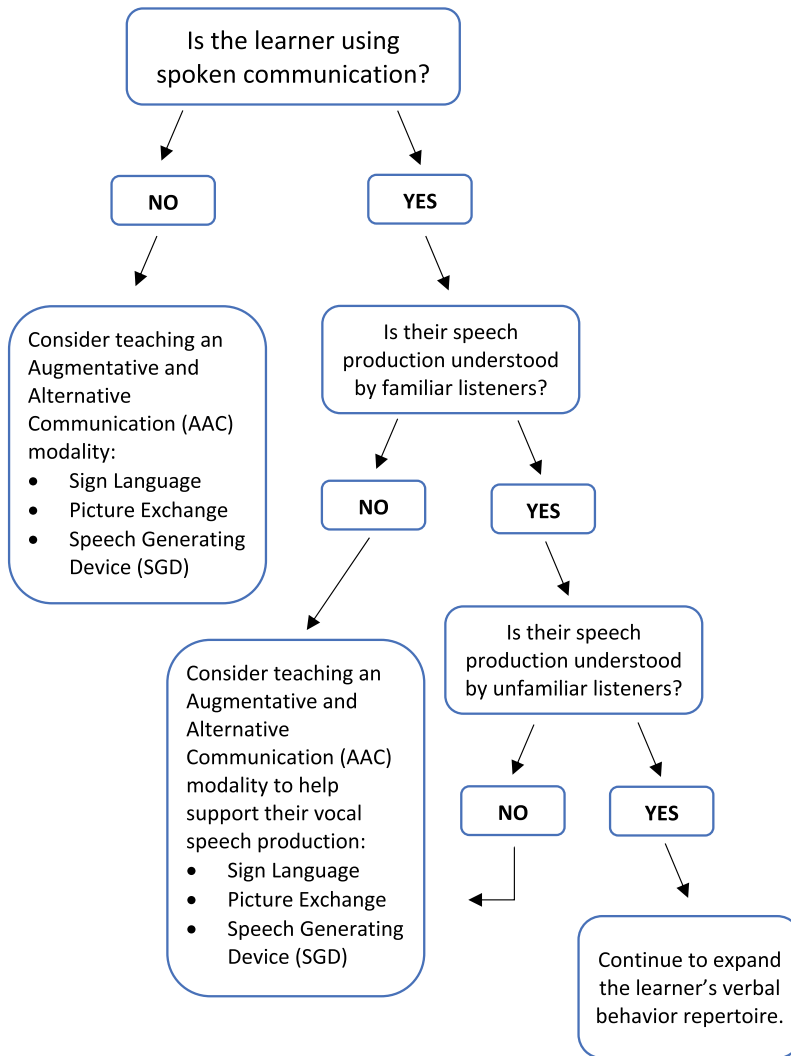 Is the learner using
spoken communication?
NO
YES
Consider teaching an
Augmentative and
Alternative
Communication (AAC)
modality:
• Sign Language
• Picture Exchange
• Speech Generating
Device (SGD)
Is their speech
production understood
by familiar listeners?
NO
YES
Consider teaching an
Augmentative and
Alternative
Communication (AAC)
modality to help
support their vocal
speech production:
• Sign Language
• Picture Exchange
• Speech Generating
Device (SGD)
Is their speech
production understood
by unfamiliar listeners?
NO
YES
Continue to expand
the learner’s verbal
behavior repertoire.